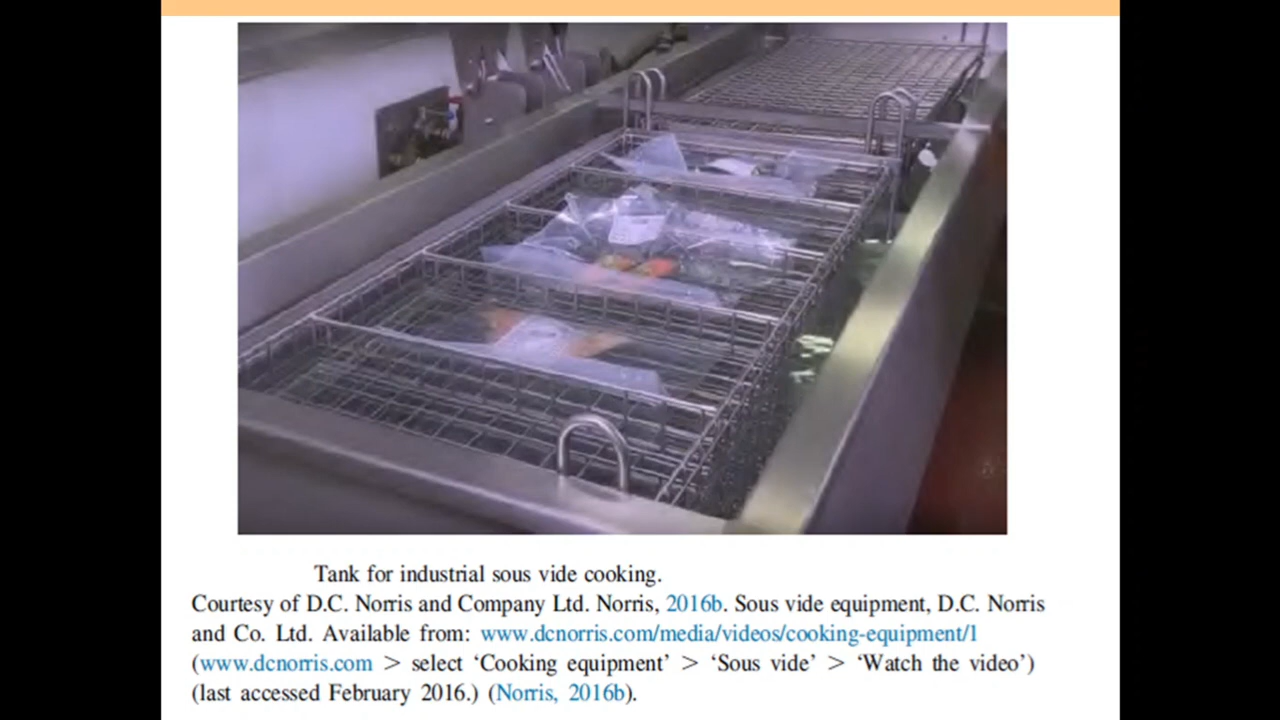 Tank for industrial sous vide cooking.
Courtesy of D.C. Norris and Company Ltd. Norris, 2016b. Sous vide equipment, D.C. Norris
and Co. Ltd. Available from: www.dcnorris.com/media/videos/cooking-equipment/1
(www.dcnorris.com > select ‘Cooking equipment’ > ‘Sous vide’ > ‘Watch the video’)
(last accessed February 2016.) (Norris, 2016b).